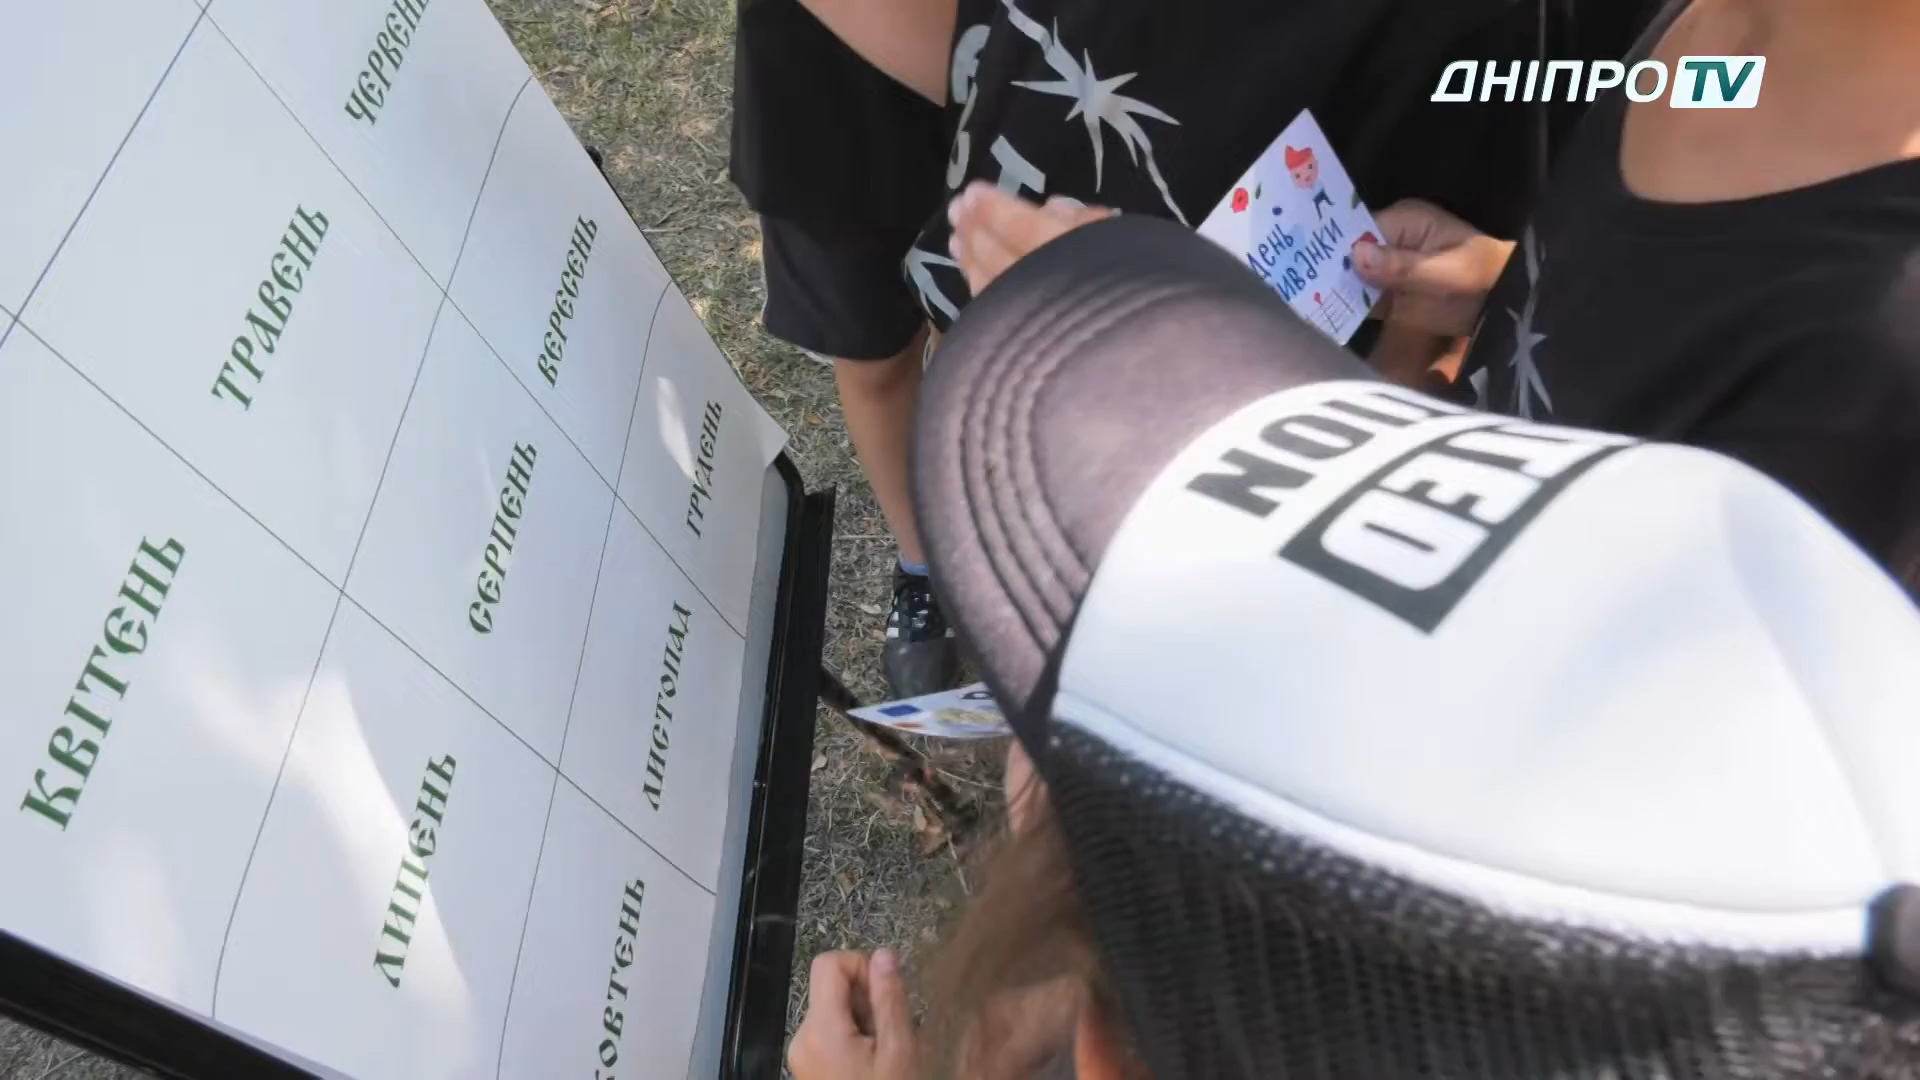 ДНІПРО TV
КВІТЕНЬ
ТРАВЕНЬ
ЧЕРВЕНЬ
ЛИПЕНЬ
СЕРПЕНЬ
ВЕРЕСЕНЬ
ЖОВТЕНЬ
ЛИСТОПАД
ГРУДЕНЬ
ДЕНЬ
ВИШИВАНКИ